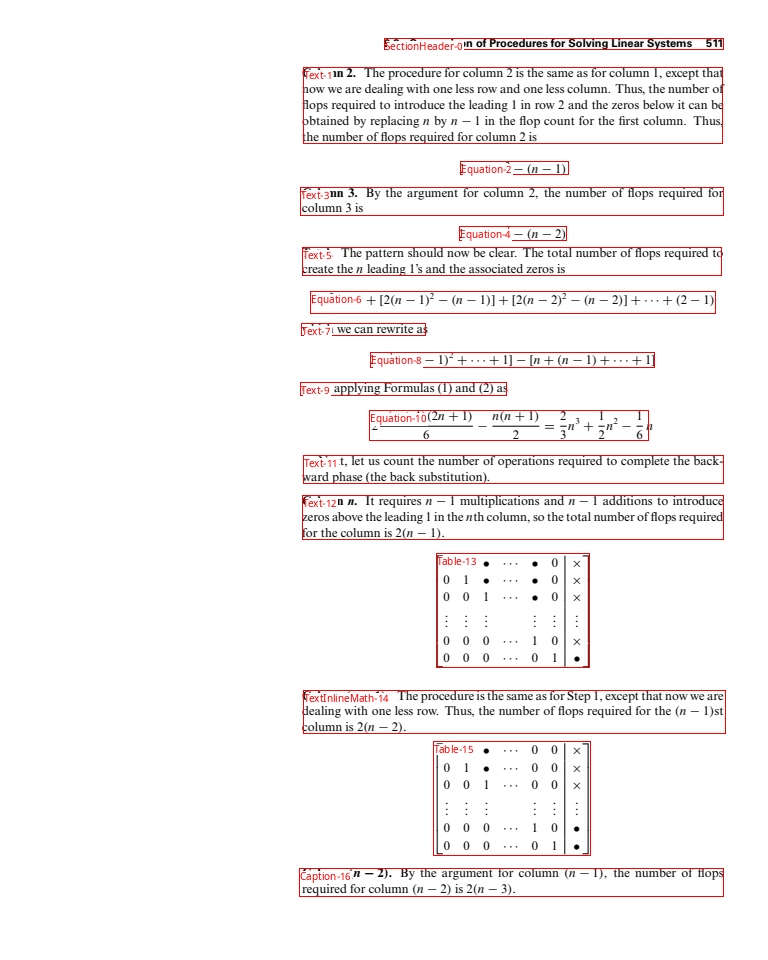 SectionHeader-0 n of Procedures for Solving Linear Systems 511
Text-1 nn 2. The procedure for column 2 is the same as for column 1, except that
now we are dealing with one less row and one less column. Thus, the number of
flops required to introduce the leading 1 in row 2 and the zeros below it can be
obtained by replacing n by n − 1 in the flop count for the first column. Thus,
the number of flops required for column 2 is
Equation-2 − (n − 1)
Text-3 nn 3. By the argument for column 2, the number of flops required for
column 3 is
Equation-4 − (n − 2)
Text-5 The pattern should now be clear. The total number of flops required to
create the n leading 1's and the associated zeros is
Equation-6 + [2(n − 1)² − (n − 1)] + [2(n − 2)² − (n − 2)] + · · · + (2 − 1)
Text-7 we can rewrite as
Equation-8 − 1)² + · · · + 1] − [n + (n − 1) + · · · + 1]
Text-9 applying Formulas (1) and (2) as
Equation-10 (2n + 1)/6 − n(n + 1)/2 = 2/3 n³ + 1/2 n² − 1/6 n
Text-11 t, let us count the number of operations required to complete the back-
ward phase (the back substitution).
Text-12 n n. It requires n − 1 multiplications and n − 1 additions to introduce
zeros above the leading 1 in the nth column, so the total number of flops required
for the column is 2(n − 1).
Table-13 • · · · • 0 | ×
0 1 • · · · • 0 | ×
0 0 1 · · · • 0 | ×
⋮ ⋮ ⋮ ⋮ ⋮ | ⋮
0 0 0 · · · 1 0 | ×
0 0 0 · · · 0 1 | •
TextInlineMath-14 The procedure is the same as for Step 1, except that now we are
dealing with one less row. Thus, the number of flops required for the (n − 1)st
column is 2(n − 2).
Table-15 • · · · 0 0 | ×
0 1 • · · · 0 0 | ×
0 0 1 · · · 0 0 | ×
⋮ ⋮ ⋮ ⋮ ⋮ | ⋮
0 0 0 · · · 1 0 | •
0 0 0 · · · 0 1 | •
Caption-16 n − 2). By the argument for column (n − 1), the number of flops
required for column (n − 2) is 2(n − 3).